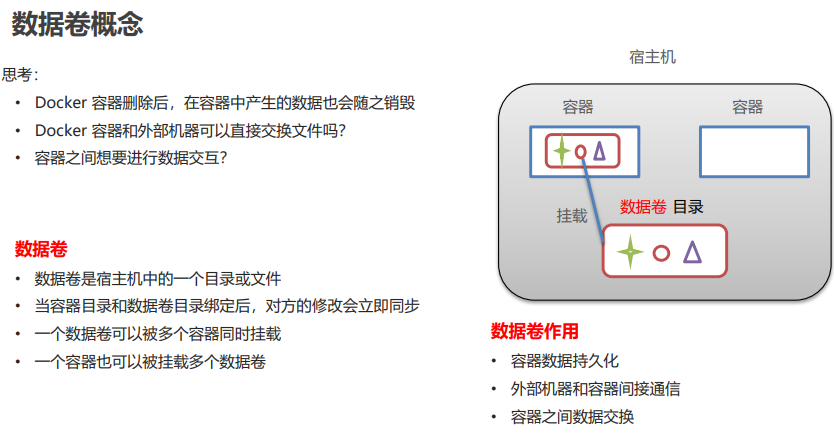 数据卷概念
思考：
• Docker 容器删除后，在容器中产生的数据也会随之销毁
• Docker 容器和外部机器可以直接交换文件吗？
• 容器之间想要进行数据交互？
数据卷
• 数据卷是宿主机中的一个目录或文件
• 当容器目录和数据卷目录绑定后，对方的修改会立即同步
• 一个数据卷可以被多个容器同时挂载
• 一个容器也可以被挂载多个数据卷
宿主机
容器
容器
挂载
数据卷 目录
数据卷作用
• 容器数据持久化
• 外部机器和容器间接通信
• 容器之间数据交换